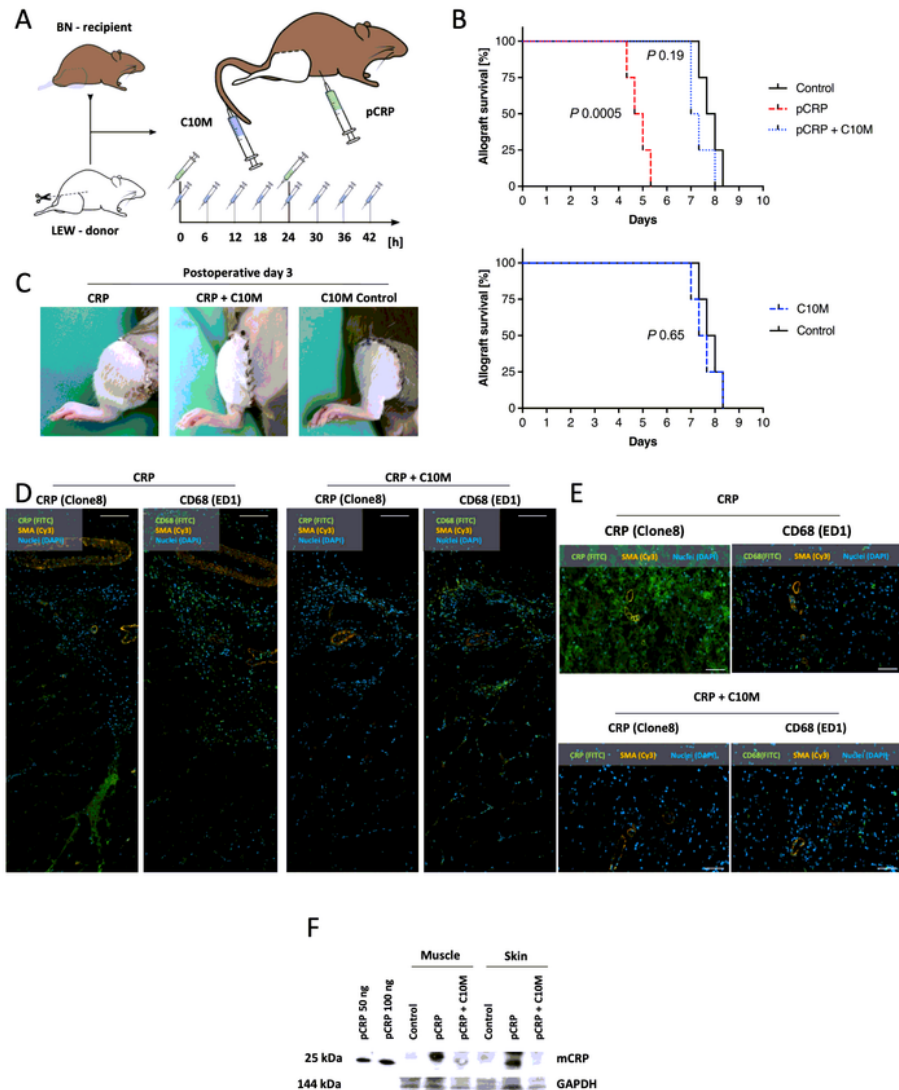 A
BN - recipient
C10M
pCRP
LEW - donor
0 6 12 18 24 30 36 42 [h]
B
Allograft survival [%]
100
75
50
25
0
P 0.19
P 0.0005
Control
pCRP
pCRP + C10M
0 1 2 3 4 5 6 7 8 9 10
Days
Allograft survival [%]
100
75
50
25
0
P 0.65
C10M
Control
0 1 2 3 4 5 6 7 8 9 10
Days
C
Postoperative day 3
CRP CRP + C10M C10M Control
D
CRP CRP + C10M
CRP (Clone8) CD68 (ED1) CRP (Clone8) CD68 (ED1)
CRP (FITC) CD68 (FITC) CRP (FITC) CD68 (FITC)
SMA (Cy3) SMA (Cy3) SMA (Cy3) SMA (Cy3)
Nuclei (DAPI) Nuclei (DAPI) Nuclei (DAPI) Nuclei (DAPI)
E
CRP
CRP (Clone8) CD68 (ED1)
CRP (FITC) SMA (Cy3) Nuclei (DAPI) CD68(FITC) SMA (Cy3) Nuclei (DAPI)
CRP + C10M
CRP (Clone8) CD68 (ED1)
CRP (FITC) SMA (Cy3) Nuclei (DAPI) CD68(FITC) SMA (Cy3) Nuclei (DAPI)
F
Muscle Skin
pCRP 50 ng
pCRP 100 ng
Control
pCRP
pCRP + C10M
Control
pCRP
pCRP + C10M
25 kDa mCRP
144 kDa GAPDH